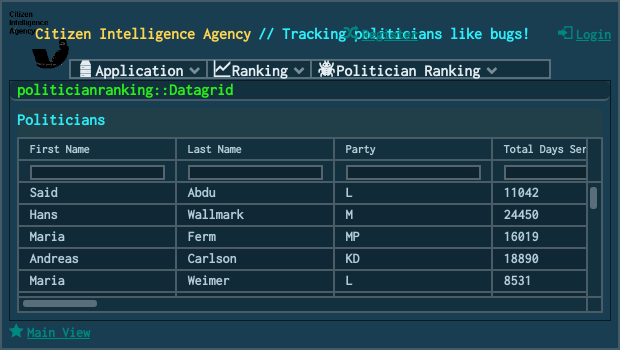 Citizen
Intelligence
Agency
Citizen Intelligence Agency // Tracking politicians like bugs!
Register
Login
Application
Ranking
Politician Ranking
politicianranking::Datagrid
Politicians
First Name Last Name Party Total Days Ser
Said Abdu L 11042
Hans Wallmark M 24450
Maria Ferm MP 16019
Andreas Carlson KD 18890
Maria Weimer L 8531
Main View